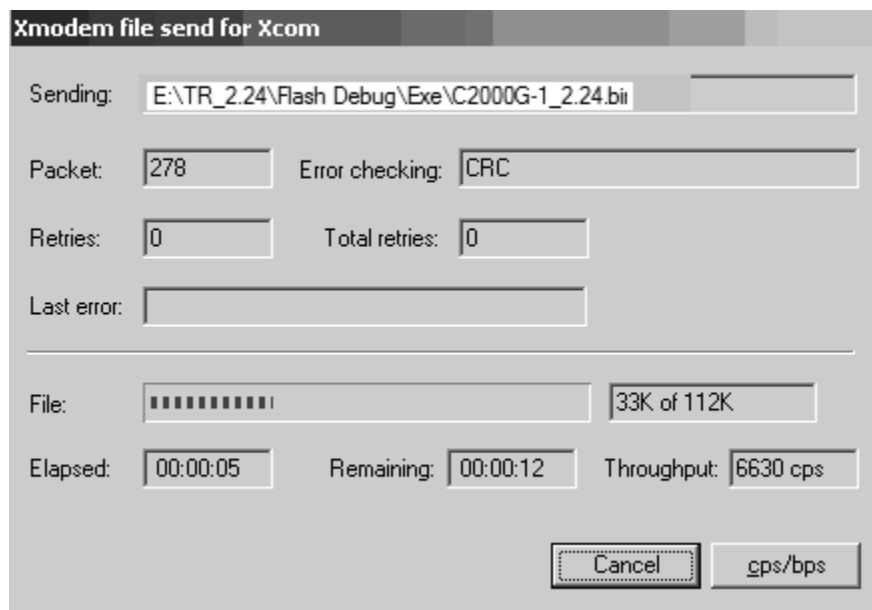 Xmodem file send for Xcom
Sending: E:\TR_2.24\Flash Debug\Exe\C2000G-1_2.24.bin
Packet: 278 Error checking: CRC
Retries: 0 Total retries: 0
Last error:
File: 33K of 112K
Elapsed: 00:00:05 Remaining: 00:00:12 Throughput: 6630 cps
Cancel cps/bps